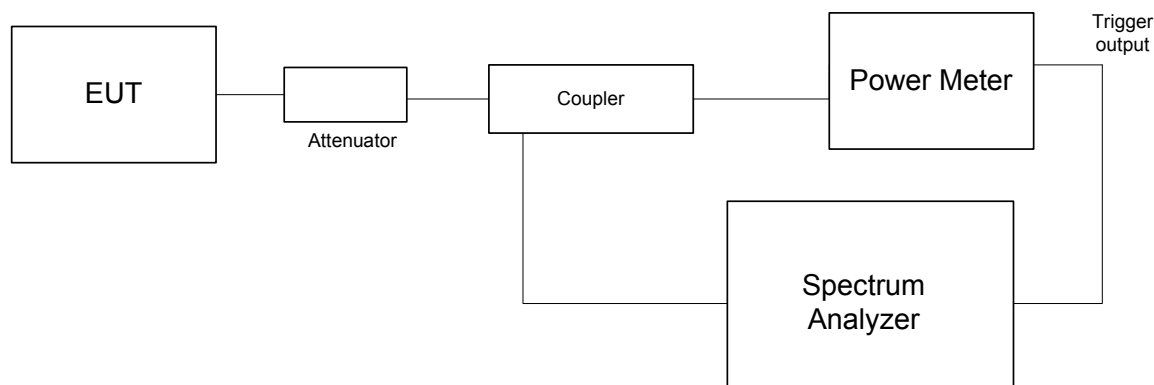 Trigger
output
EUT
Attenuator
Coupler
Power Meter
Spectrum
Analyzer